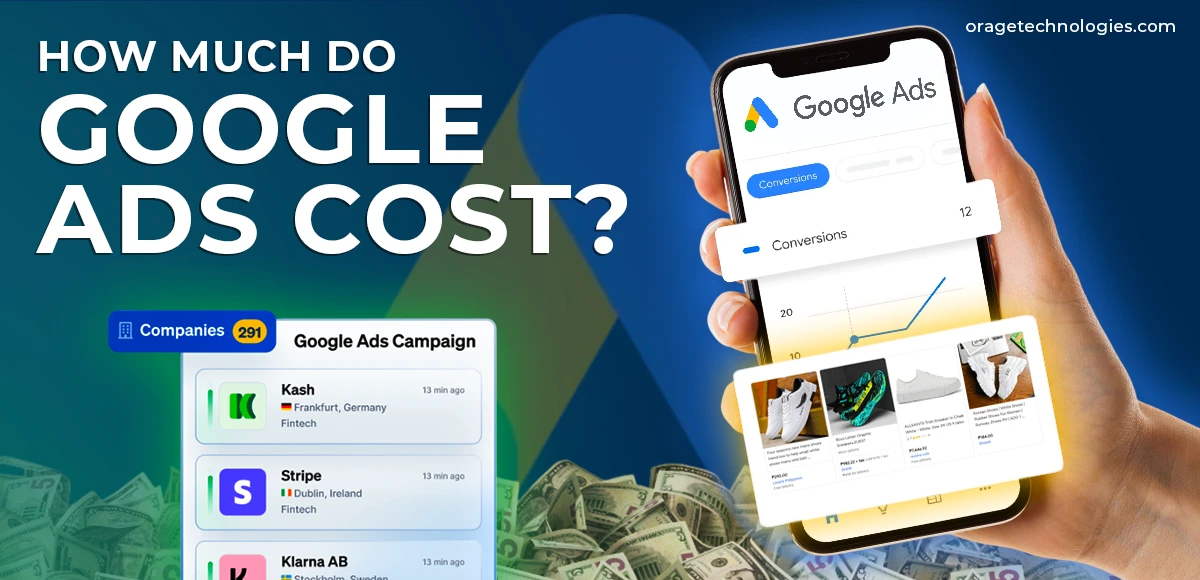 oragetechnologies.com
HOW MUCH DO
GOOGLE
ADS COST?
Google Ads
Conversions
12
Conversions
20
10
Companies 291
Google Ads Campaign
Kash
13 min ago
Frankfurt, Germany
Fintech
Stripe
13 min ago
Dublin, Ireland
Fintech
Klarna AB
13 min ago
Stockholm, Sweden